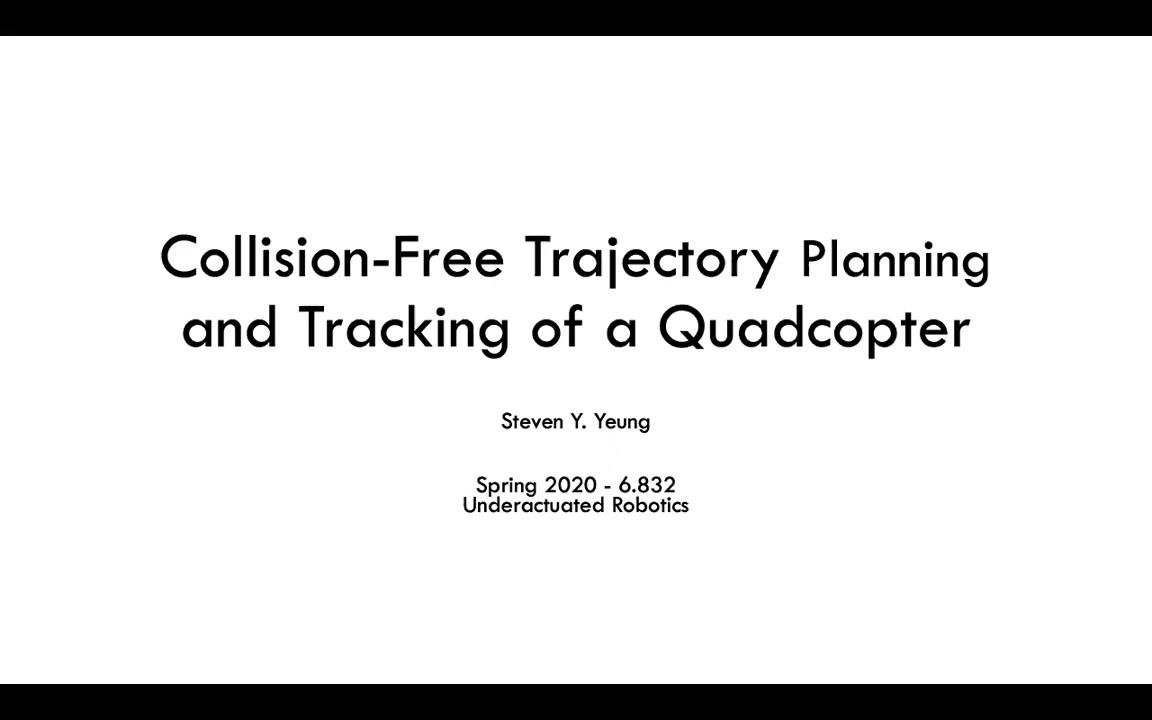 Collision-Free Trajectory Planning
and Tracking of a Quadcopter
Steven Y. Yeung
Spring 2020 - 6.832
Underactuated Robotics